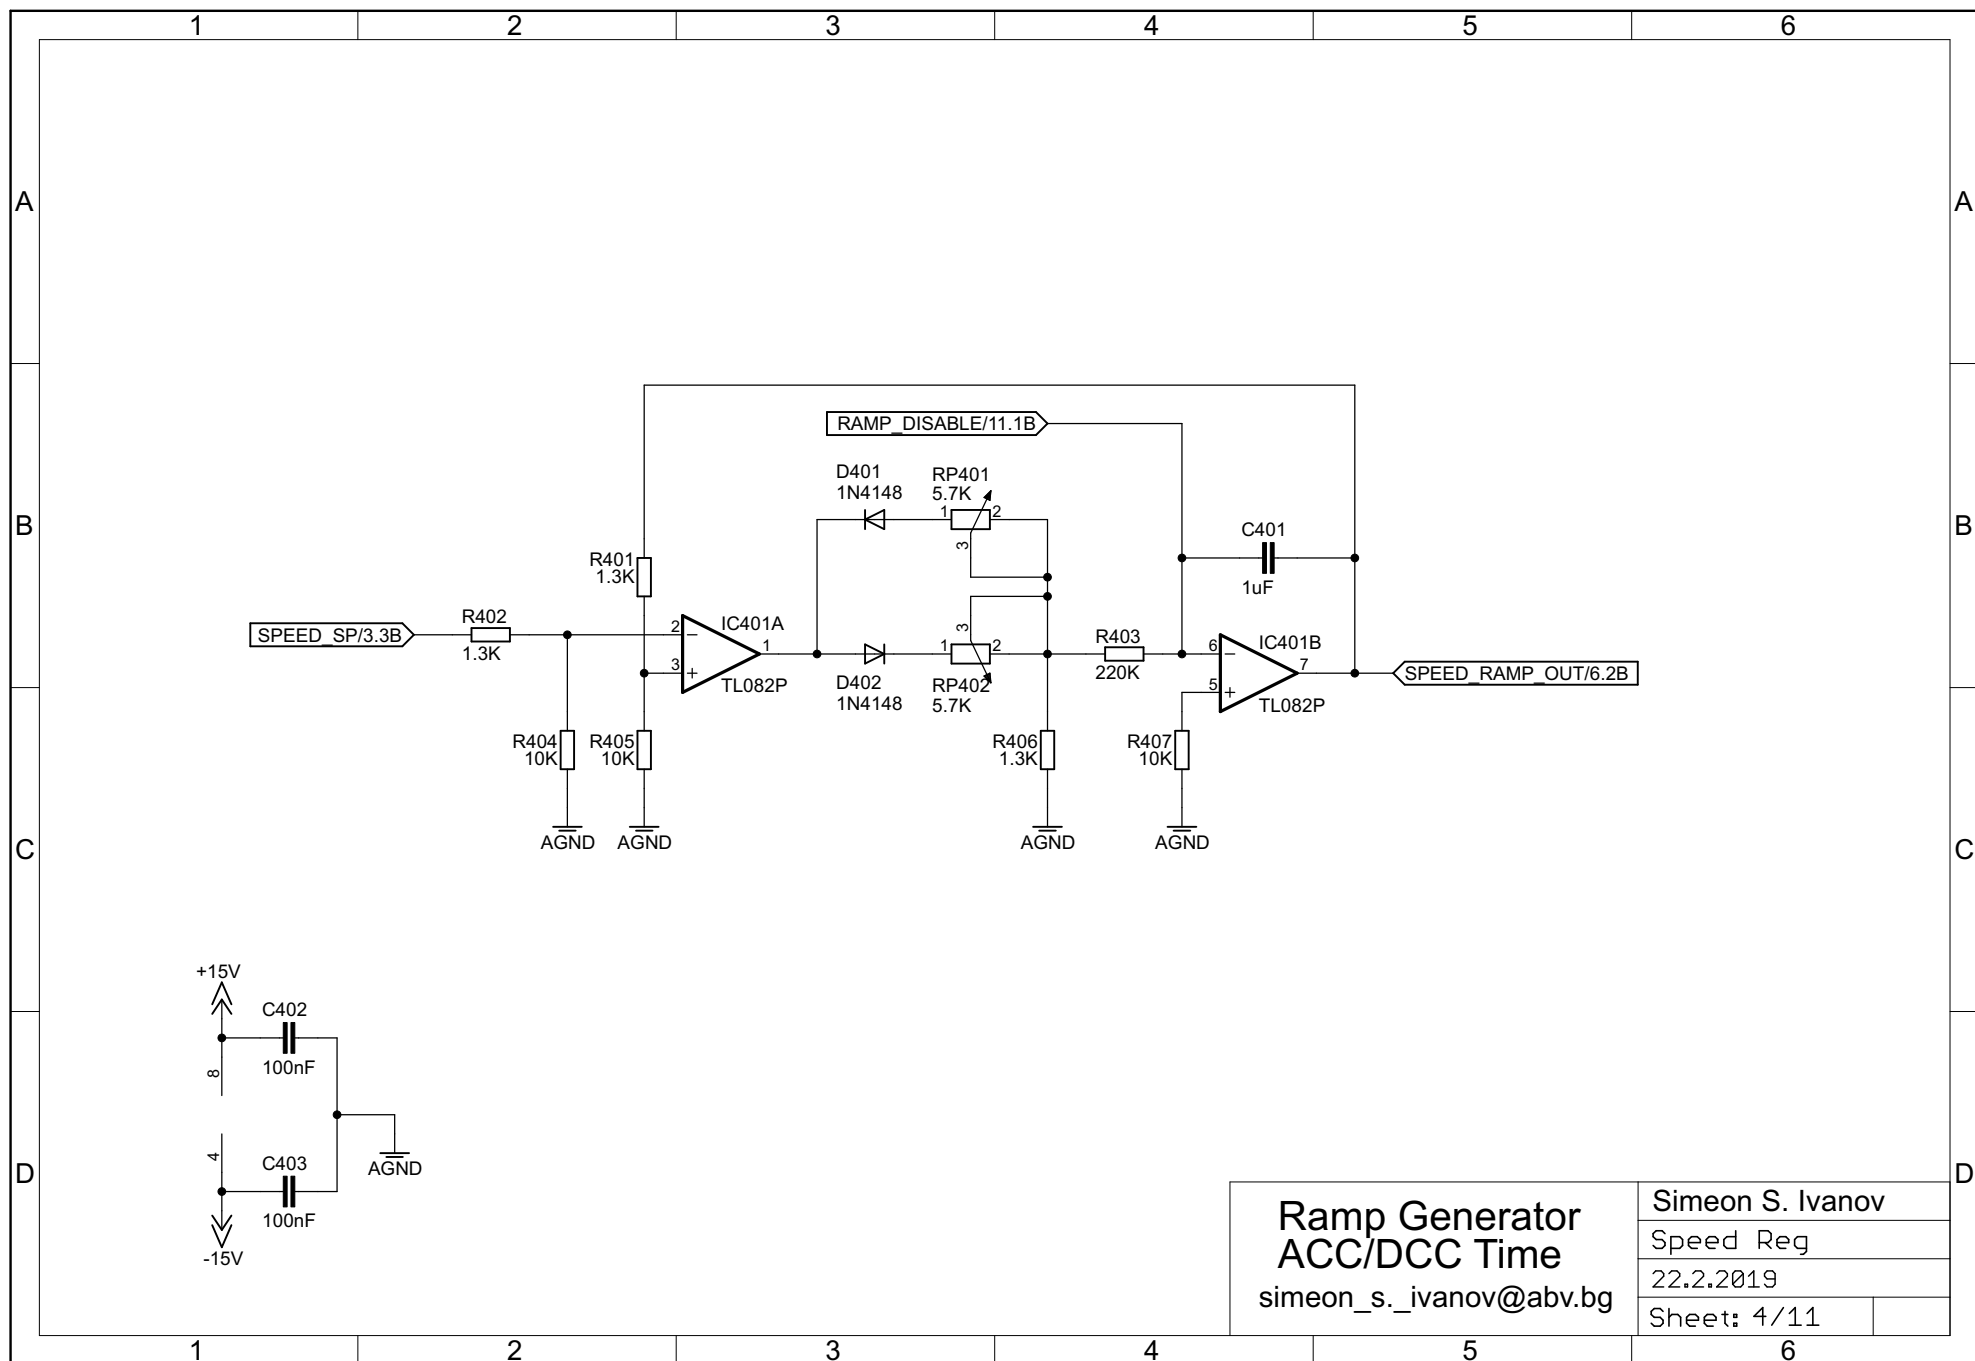 1 2 3 4 5 6
A A
RAMP_DISABLE/11.1B
D401
1N4148
RP401
5.7K
1 2
3
B B
C401
1uF
R401
1.3K
SPEED_SP/3.3B
R402
1.3K
2
3
IC401A
1
TL082P
3
1 2
D402
1N4148
RP402
5.7K
R403
220K
6
5
IC401B
7
TL082P
SPEED_RAMP_OUT/6.2B
R404
10K
R405
10K
R406
1.3K
R407
10K
AGND AGND AGND AGND
C C
+15V
C402
100nF
8
4
C403
100nF
AGND
-15V
D D
Ramp Generator
ACC/DCC Time
simeon_s._ivanov@abv.bg
Simeon S. Ivanov
Speed Reg
22.2.2019
Sheet: 4/11
1 2 3 4 5 6